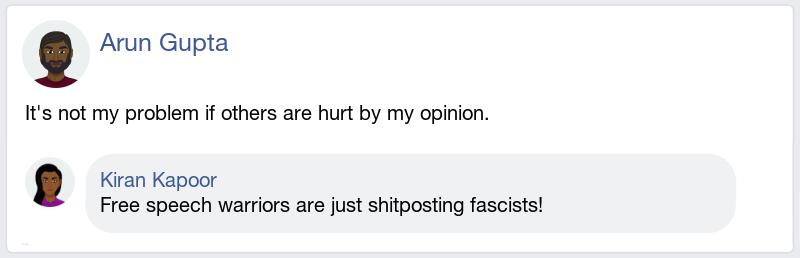 Arun Gupta
It's not my problem if others are hurt by my opinion.
Kiran Kapoor
Free speech warriors are just shitposting fascists!